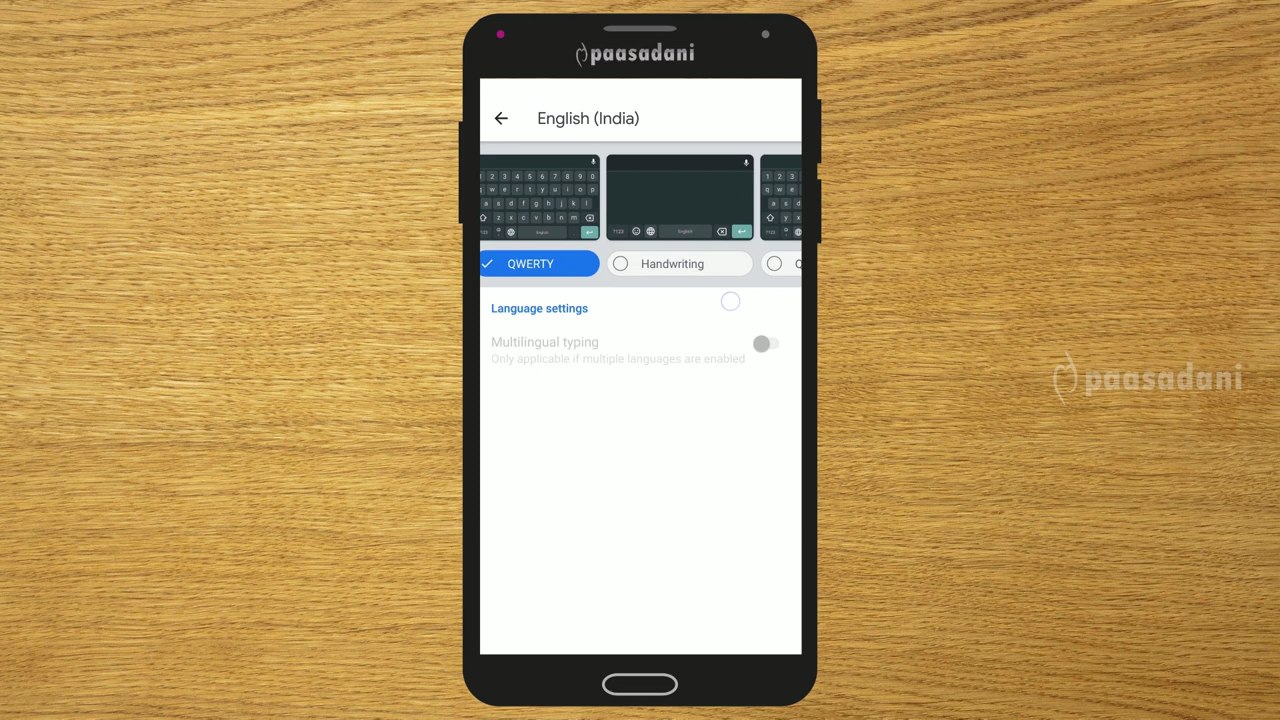 paasadani
English (India)
QWERTY
Handwriting
Language settings
Multilingual typing
Only applicable if multiple languages are enabled
paasadani